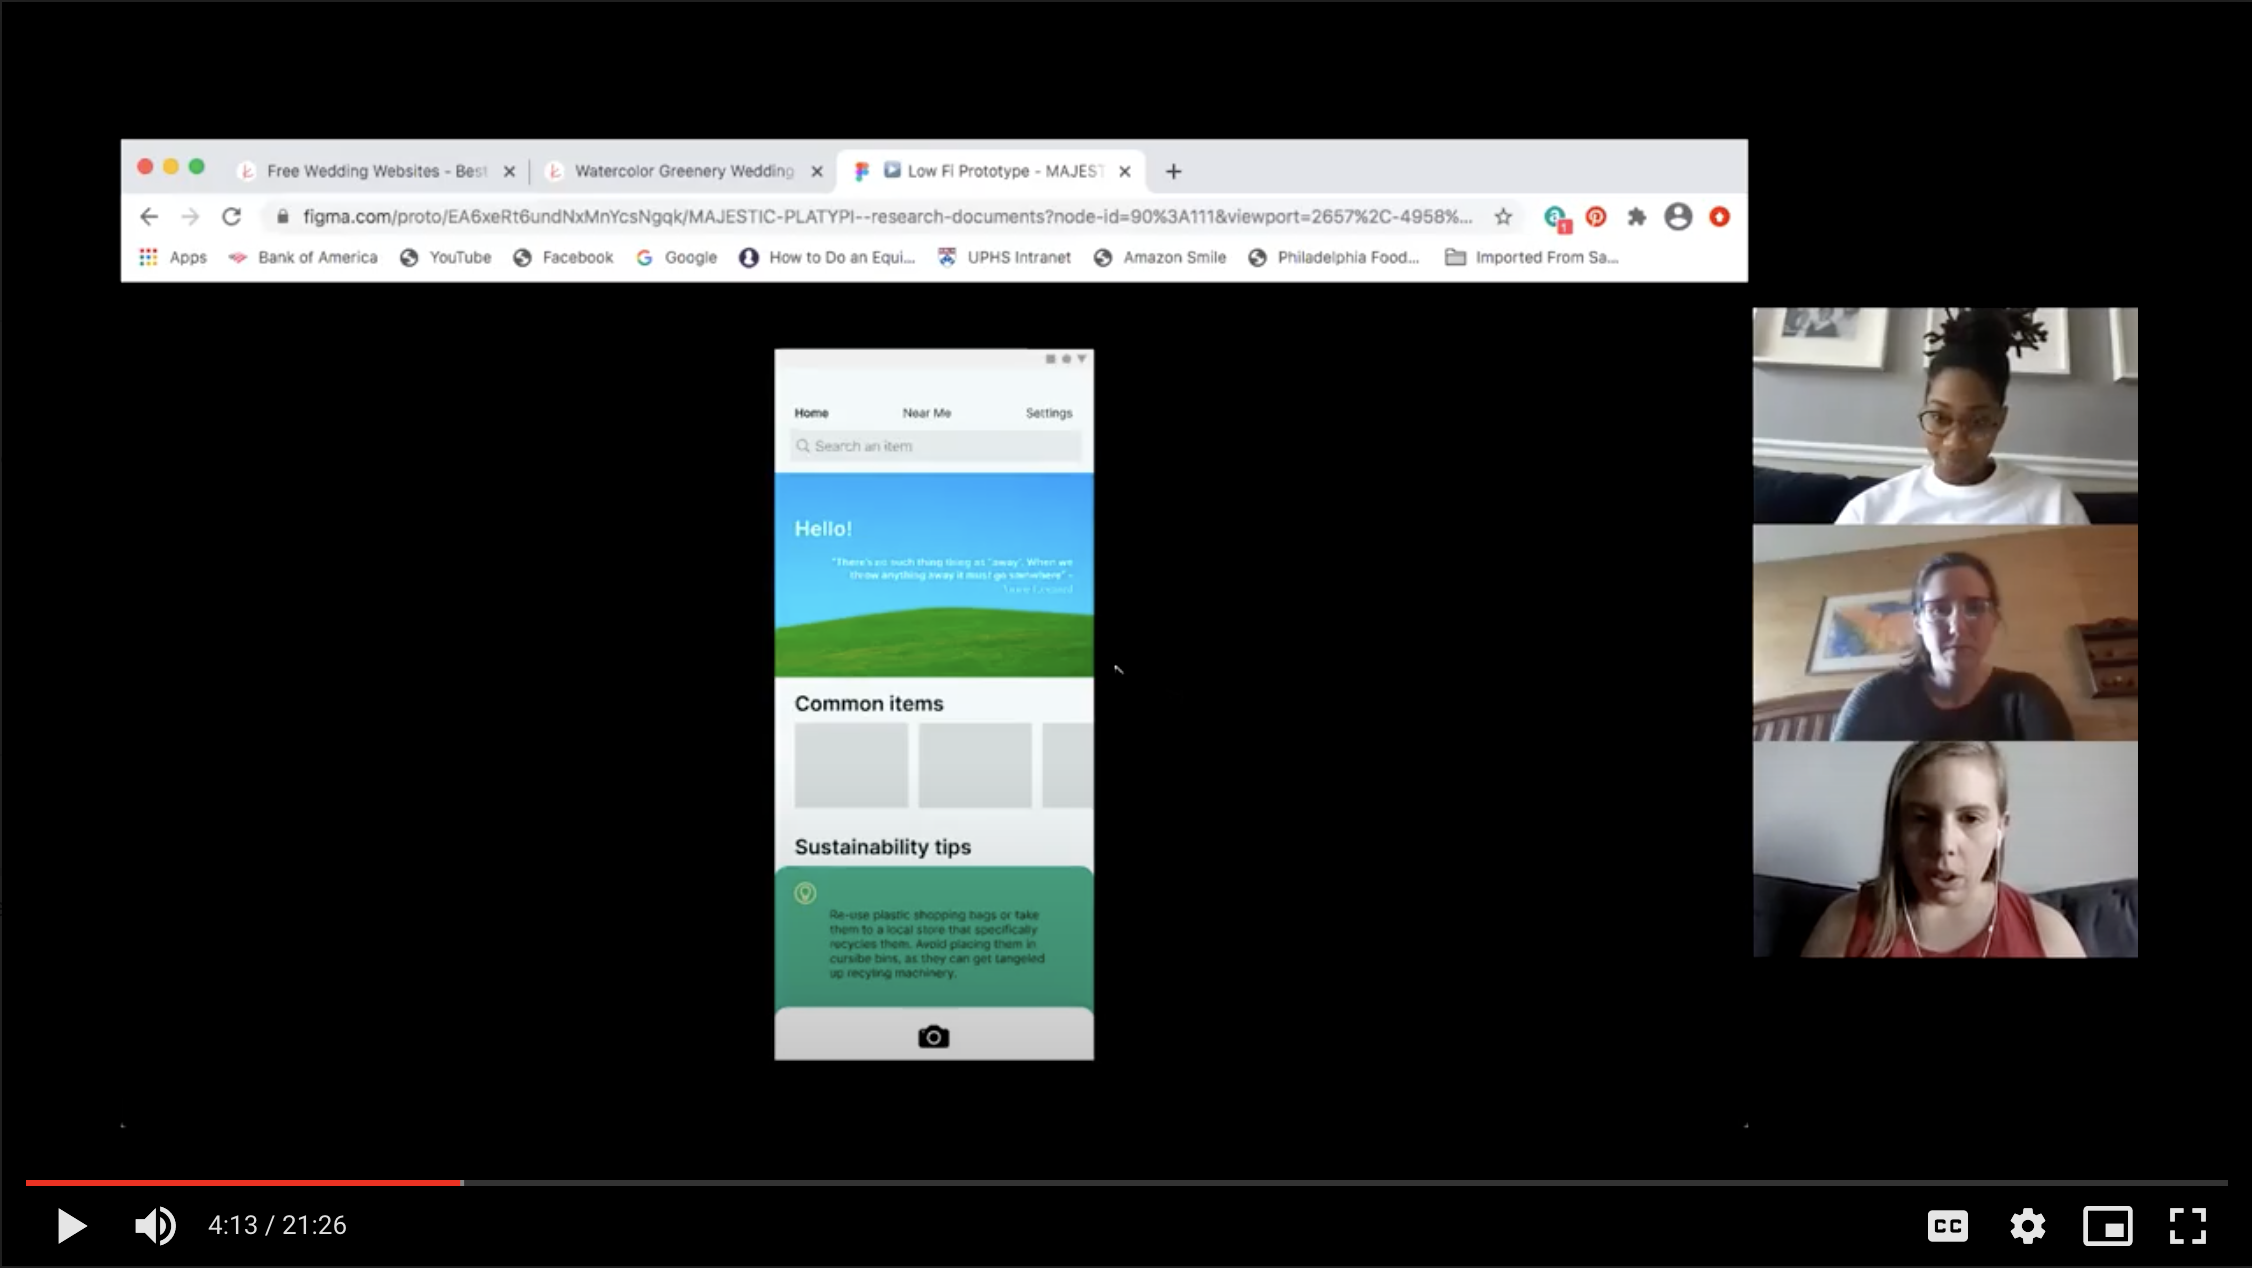 Free Wedding Websites - Best
Watercolor Greenery Wedding
Low Fi Prototype - MAJEST
figma.com/proto/EA6xeRt6undNxMnYcsNgqk/MAJESTIC-PLATYPI--research-documents?node-id=90%3A111&viewport=2657%2C-4958%...
1
Apps
Bank of America
YouTube
Facebook
Google
How to Do an Equi...
UPHS Intranet
Amazon Smile
Philadelphia Food...
Imported From Sa...
Home
Near Me
Settings
Search an item
Hello!
"There's no such thing thing as "away". When we
throw anything away it must go somewhere" -
Common items
Sustainability tips
Re-use plastic shopping bags or take
them to a local store that specifically
recycles them. Avoid placing them in
cursibe bins, as they can get tangeled
up recyling machinery.
4:13 / 21:26
CC